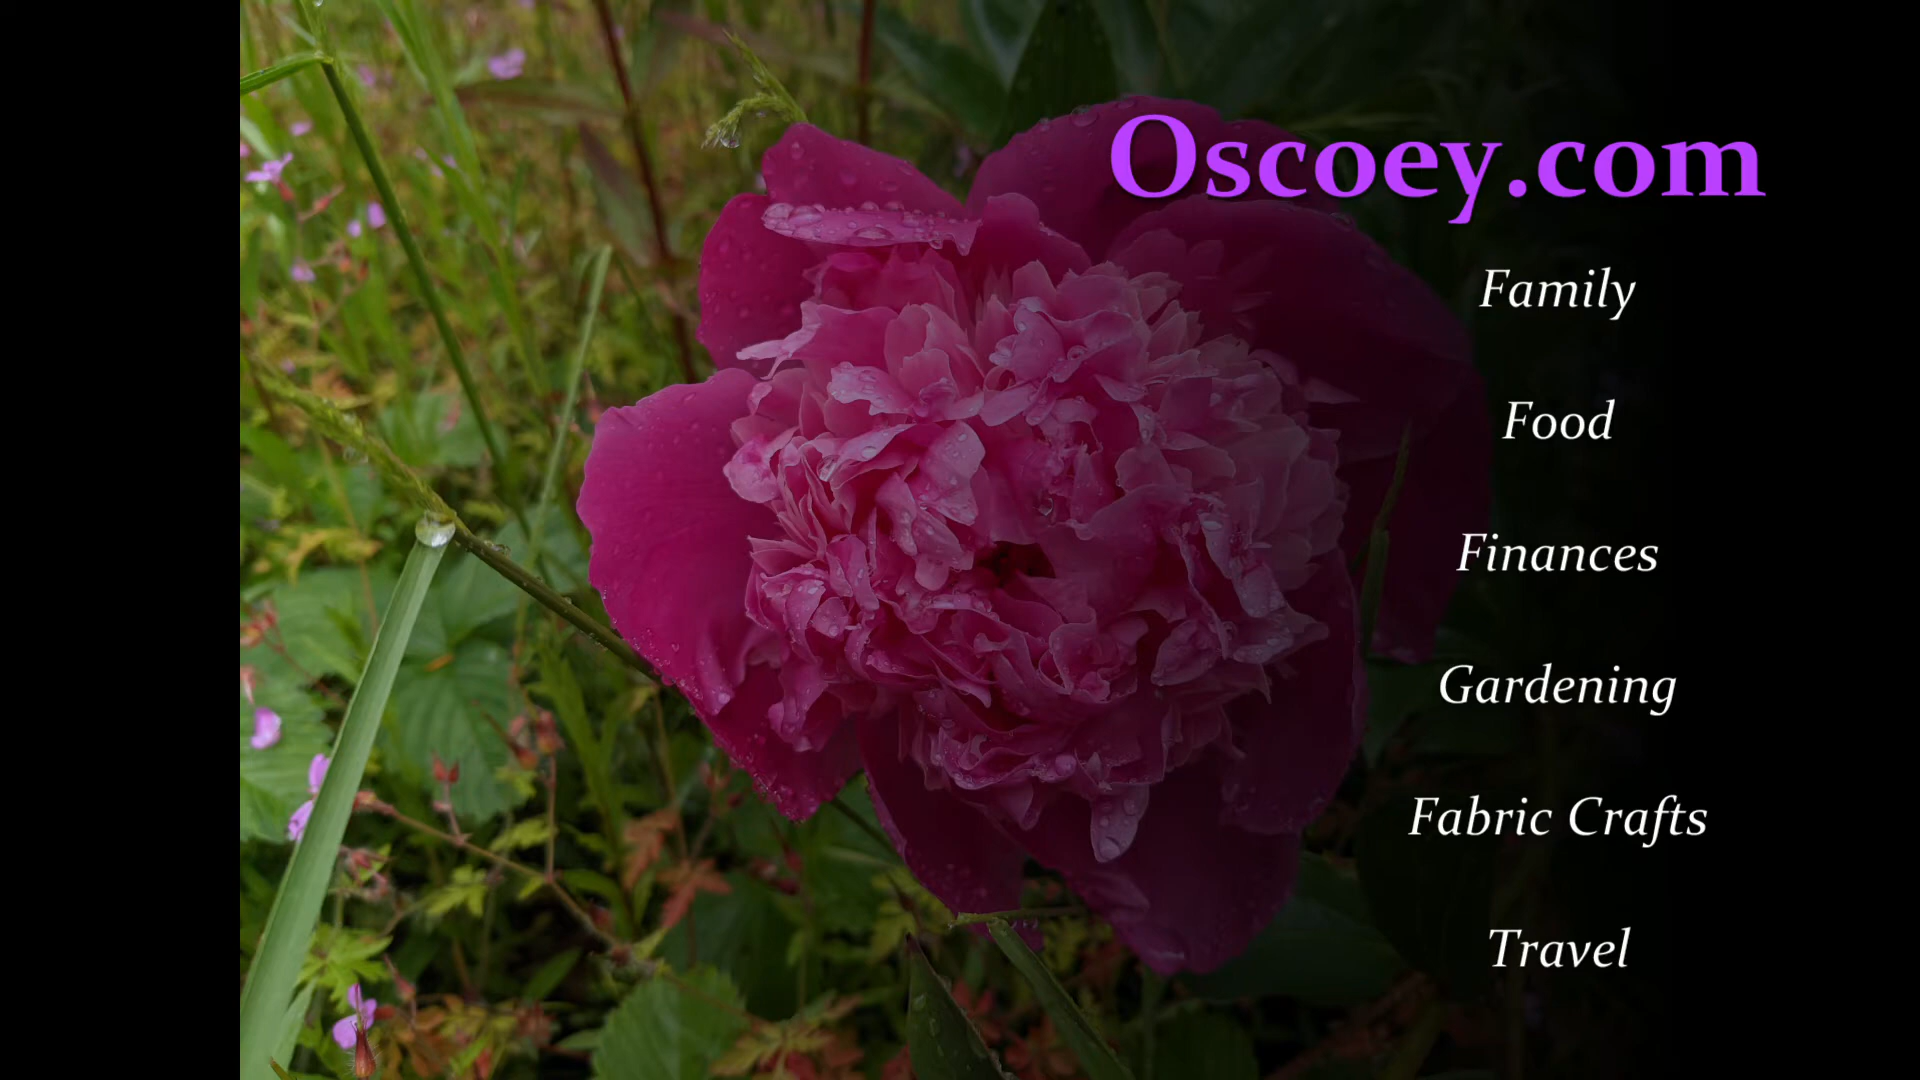 Oscoey.com
Family
Food
Finances
Gardening
Fabric Crafts
Travel